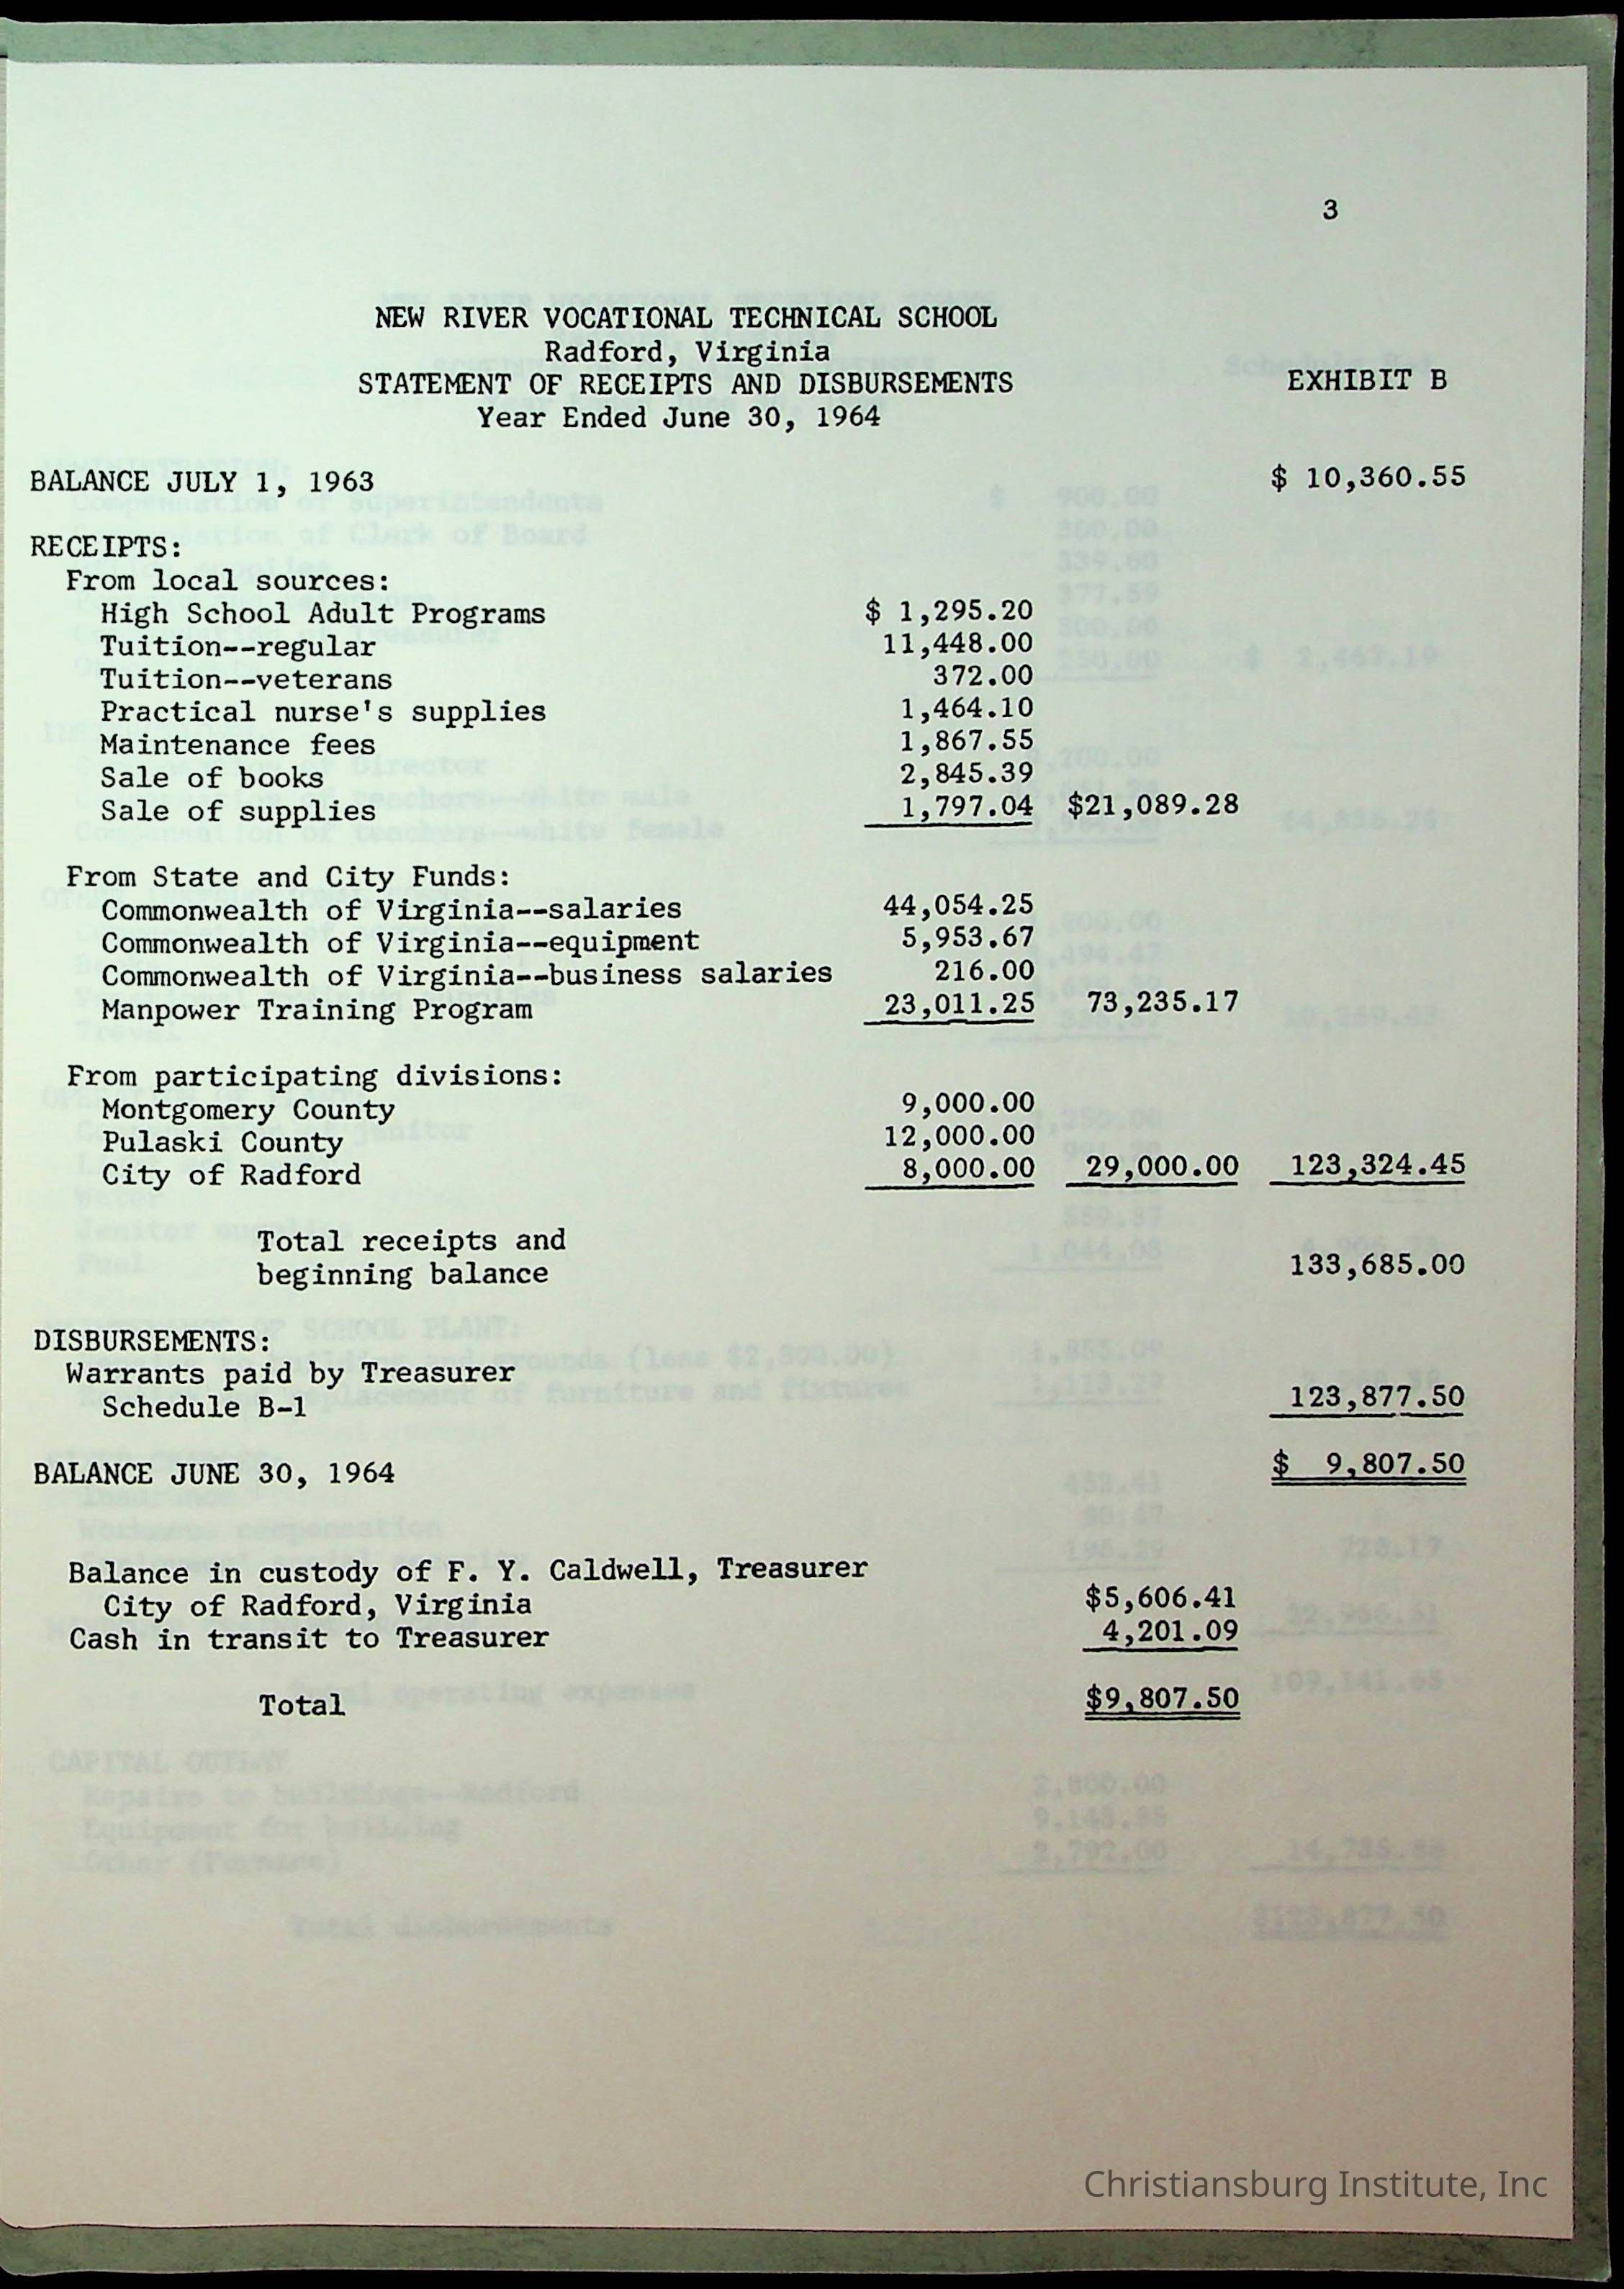 3
NEW RIVER VOCATIONAL TECHNICAL SCHOOL
Radford, Virginia
STATEMENT OF RECEIPTS AND DISBURSEMENTS EXHIBIT B
Year Ended June 30, 1964
BALANCE JULY 1, 1963 $ 10,360.55
RECEIPTS:
From local sources:
High School Adult Programs $ 1,295.20
Tuition--regular 11,448.00
Tuition--veterans 372.00
Practical nurse's supplies 1,464.10
Maintenance fees 1,867.55
Sale of books 2,845.39
Sale of supplies 1,797.04 $21,089.28
From State and City Funds:
Commonwealth of Virginia--salaries 44,054.25
Commonwealth of Virginia--equipment 5,953.67
Commonwealth of Virginia--business salaries 216.00
Manpower Training Program 23,011.25 73,235.17
From participating divisions:
Montgomery County 9,000.00
Pulaski County 12,000.00
City of Radford 8,000.00 29,000.00 123,324.45
Total receipts and
beginning balance 133,685.00
DISBURSEMENTS:
Warrants paid by Treasurer
Schedule B-1 123,877.50
BALANCE JUNE 30, 1964 $ 9,807.50
Balance in custody of F. Y. Caldwell, Treasurer
City of Radford, Virginia $5,606.41
Cash in transit to Treasurer 4,201.09
Total $9,807.50
Christiansburg Institute, Inc